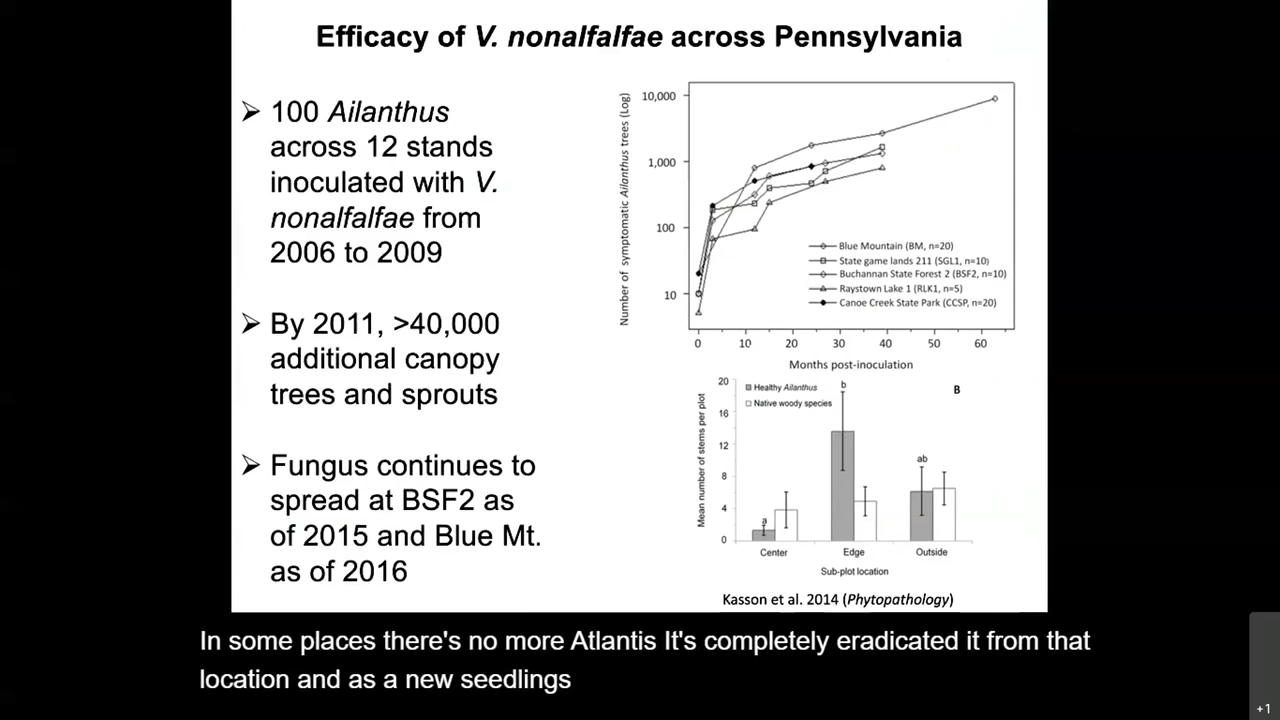 Efficacy of V. nonalfalfae across Pennsylvania
➢ 100 Ailanthus
across 12 stands
inoculated with V.
nonalfalfae from
2006 to 2009
➢ By 2011, >40,000
additional canopy
trees and sprouts
➢ Fungus continues to
spread at BSF2 as
of 2015 and Blue Mt.
as of 2016
Number of symptomatic Ailanthus trees (Log)
10,000
1,000
100
10
Blue Mountain (BM, n=20)
State game lands 211 (SGL1, n=10)
Buchannan State Forest 2 (BSF2, n=10)
Raystown Lake 1 (RLK1, n=5)
Canoe Creek State Park (CCSP, n=20)
0 10 20 30 40 50 60
Months post-inoculation
Mean number of stems per plot
20
16
12
8
4
0
Healthy Ailanthus
Native woody species
B
a
b
ab
Center Edge Outside
Sub-plot location
Kasson et al. 2014 (Phytopathology)
In some places there's no more Atlantis It's completely eradicated it from that
location and as a new seedlings
+1